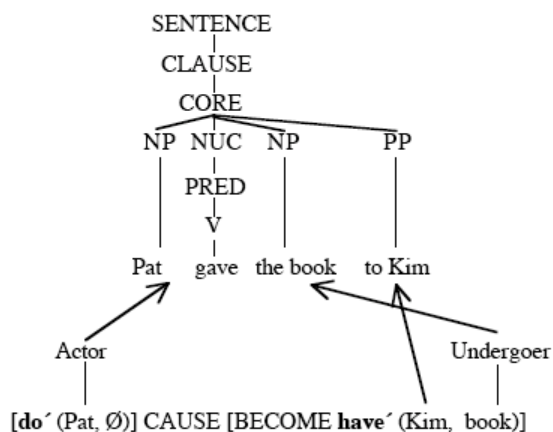 SENTENCE
CLAUSE
CORE
NP NUC NP PP
PRED
V
Pat gave the book to Kim
Actor Undergoer
[do´ (Pat, Ø)] CAUSE [BECOME have´ (Kim, book)]